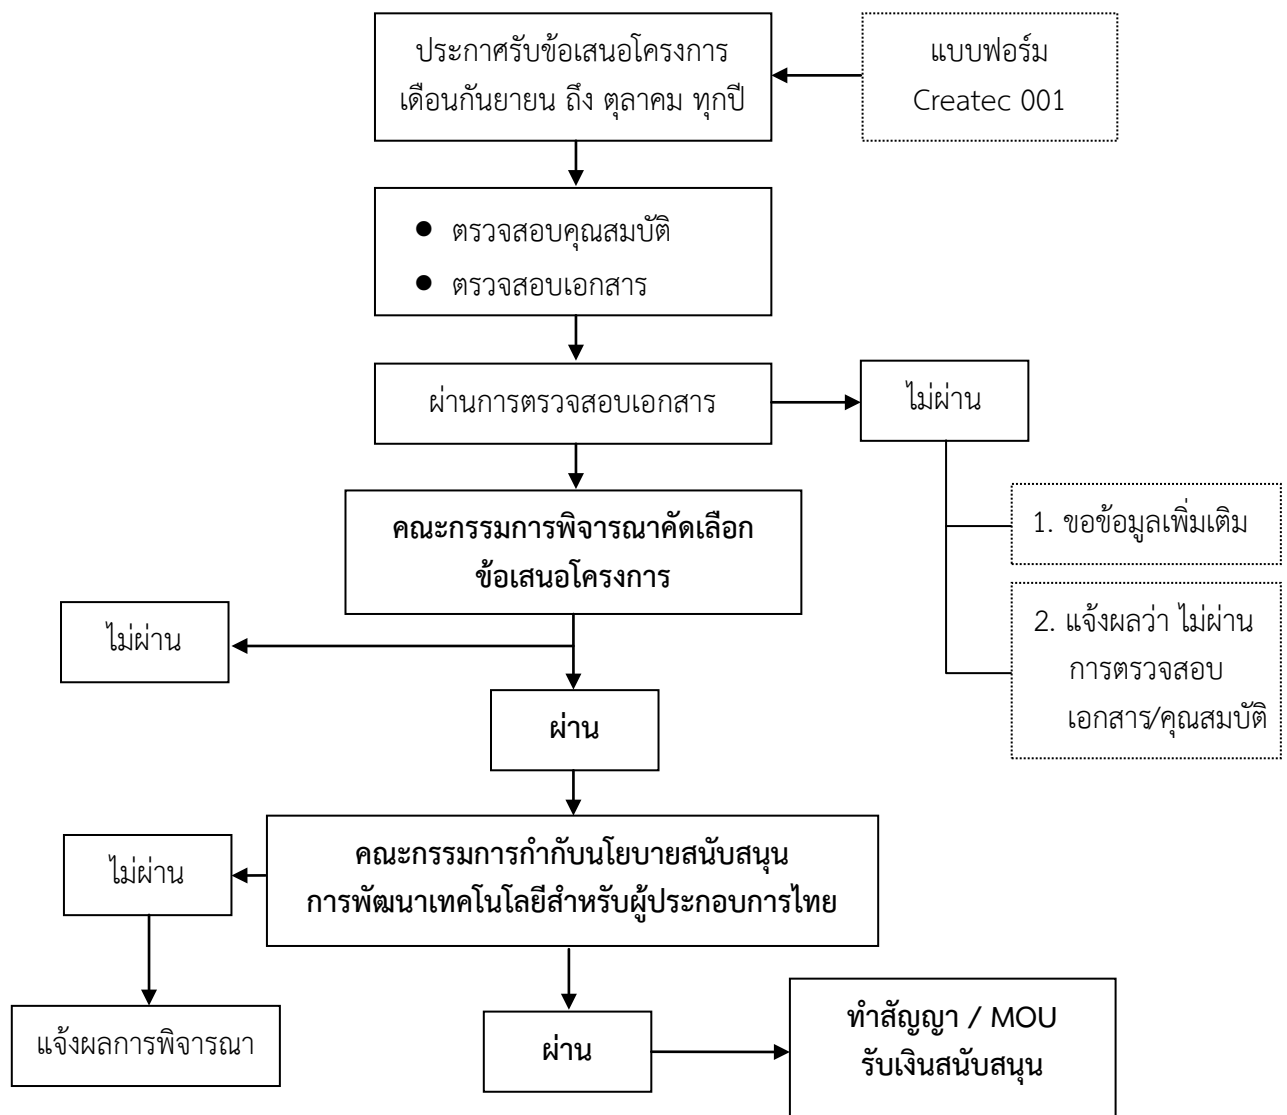 ประกาศรับข้อเสนอโครงการ
เดือนกันยายน ถึง ตุลาคม ทุกปี
แบบฟอร์ม
Createc 001
● ตรวจสอบคุณสมบัติ
● ตรวจสอบเอกสาร
ผ่านการตรวจสอบเอกสาร
ไม่ผ่าน
1. ขอข้อมูลเพิ่มเติม
2. แจ้งผลว่า ไม่ผ่าน
การตรวจสอบ
เอกสาร/คุณสมบัติ
คณะกรรมการพิจารณาคัดเลือก
ข้อเสนอโครงการ
ไม่ผ่าน
ผ่าน
คณะกรรมการกำกับนโยบายสนับสนุน
การพัฒนาเทคโนโลยีสำหรับผู้ประกอบการไทย
ไม่ผ่าน
แจ้งผลการพิจารณา
ผ่าน
ทำสัญญา / MOU
รับเงินสนับสนุน